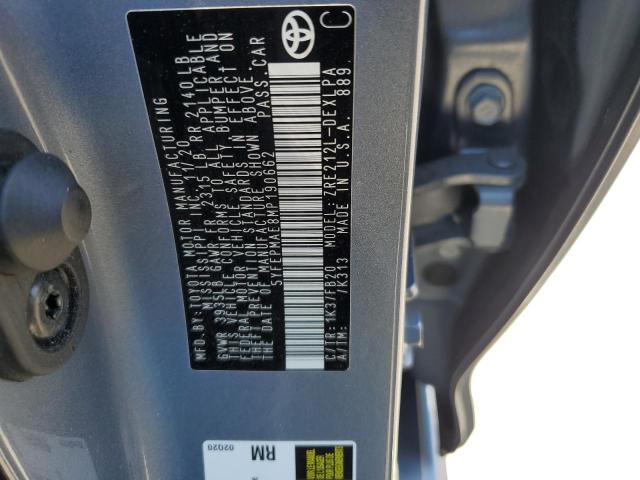 MFD. BY: TOYOTA MOTOR MANUFACTURING
MISSISSIPPI, INC. 11/20
GVWR 3935LB GAWR FR 2315 LB, RR 2140LB
THIS VEHICLE CONFORMS TO ALL APPLICABLE
FEDERAL MOTOR VEHICLE SAFETY, BUMPER AND
THEFT PREVENTION STANDARDS IN EFFECT ON
THE DATE OF MANUFACTURE SHOWN ABOVE.
5YFEPMAE8MP190662 PASS. CAR
C/TR: 1K3/FB20 MODEL: ZRE212L-DEXLPA
A/TM: /K313 MADE IN U.S.A. 889
C
TOYOTA
02Q20
RM